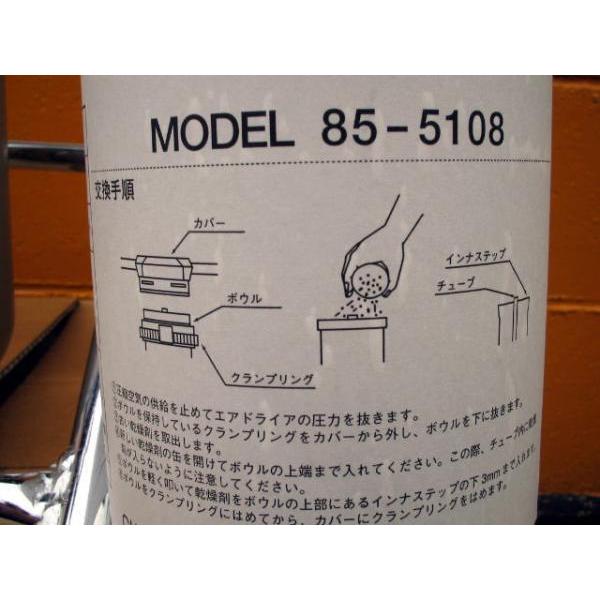 MODEL 85-5108
交換手順
カバー
ボウル
クランプリング
インナステップ
チューブ
①圧縮空気の供給を止めてエアドライアの圧力を抜きます。
②ボウルを保持しているクランプリングをカバーから外し、ボウルを下に抜きます。
③古い乾燥剤を取出します。
④新しい乾燥剤の缶を開けてボウルの上端まで入れてください。この際、チューブ内に乾燥
剤が入らないように注意してください。
⑤ボウルを軽く叩いて乾燥剤をボウルの上部にあるインナステップの下3mmまで入れます。
⑥ボウルをクランプリングにはめてから、カバーにクランプリングをはめます。